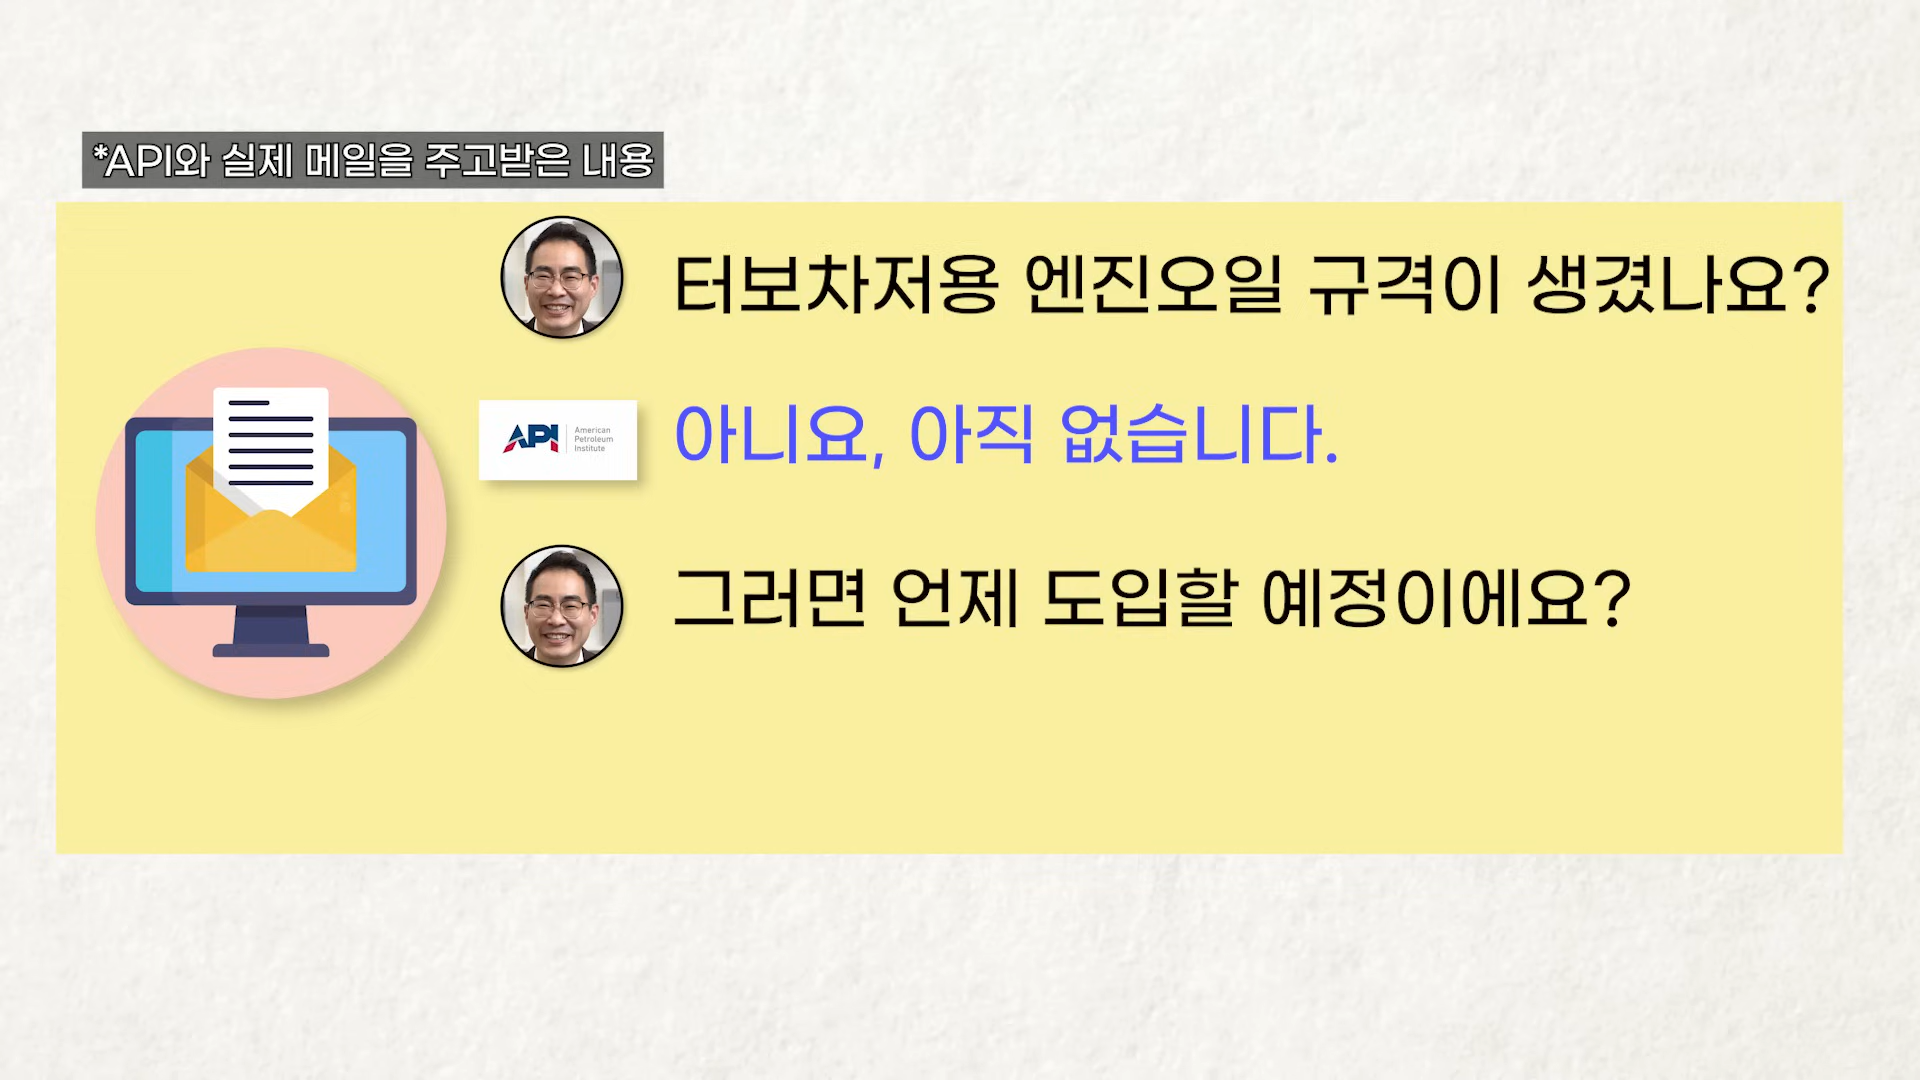 *API와 실제 메일을 주고받은 내용
터보차저용 엔진오일 규격이 생겼나요?
API
American
Petroleum
Institute
아니요, 아직 없습니다.
그러면 언제 도입할 예정이에요?